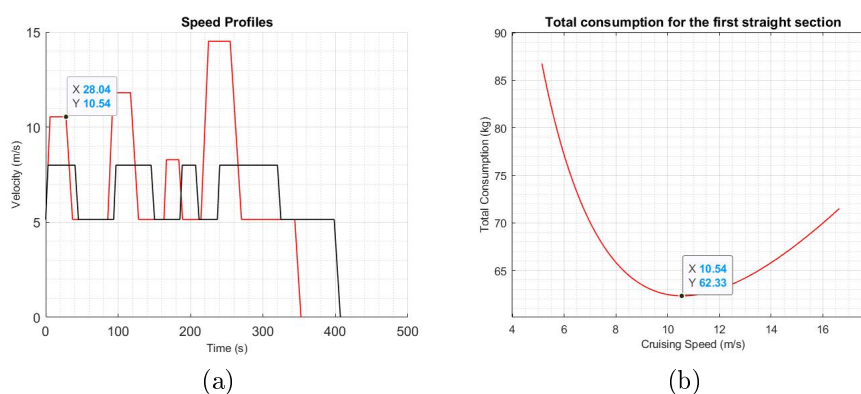 Speed Profiles
15
10
5
0
Velocity (m/s)
X 28.04
Y 10.54
0 100 200 300 400 500
Time (s)
(a)
Total consumption for the first straight section
90
85
80
75
70
65
Total Consumption (kg)
X 10.54
Y 62.33
4 6 8 10 12 14 16
Cruising Speed (m/s)
(b)